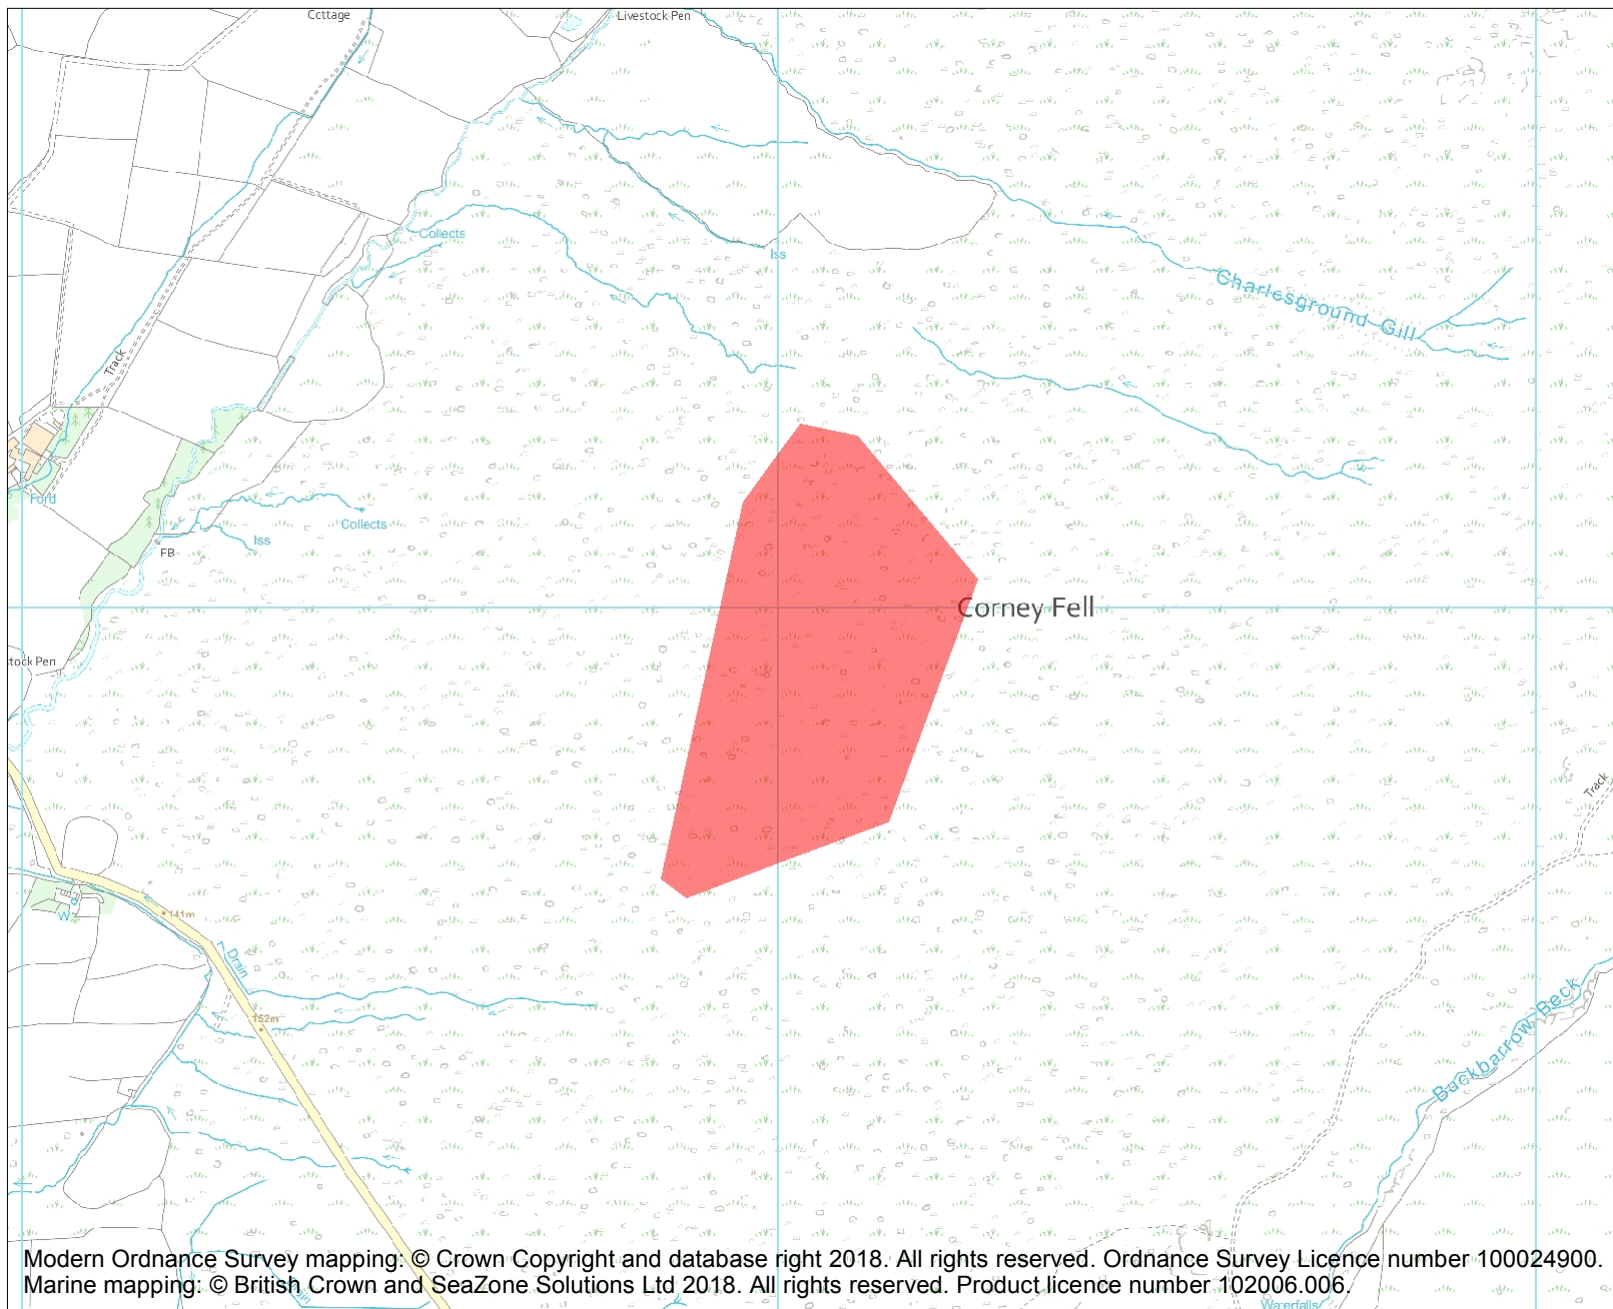 Cottage
Livestock Pen
Collects
Iss
Charlesground Gill
Track
Ford
Collects
Iss
FB
Corney Fell
stock Pen
Track
W
141m
Drain
152m
Buckbarrow Beck
Modern Ordnance Survey mapping: © Crown Copyright and database right 2018. All rights reserved. Ordnance Survey Licence number 100024900.
Marine mapping: © British Crown and SeaZone Solutions Ltd 2018. All rights reserved. Product licence number 102006.006.
Waterfalls